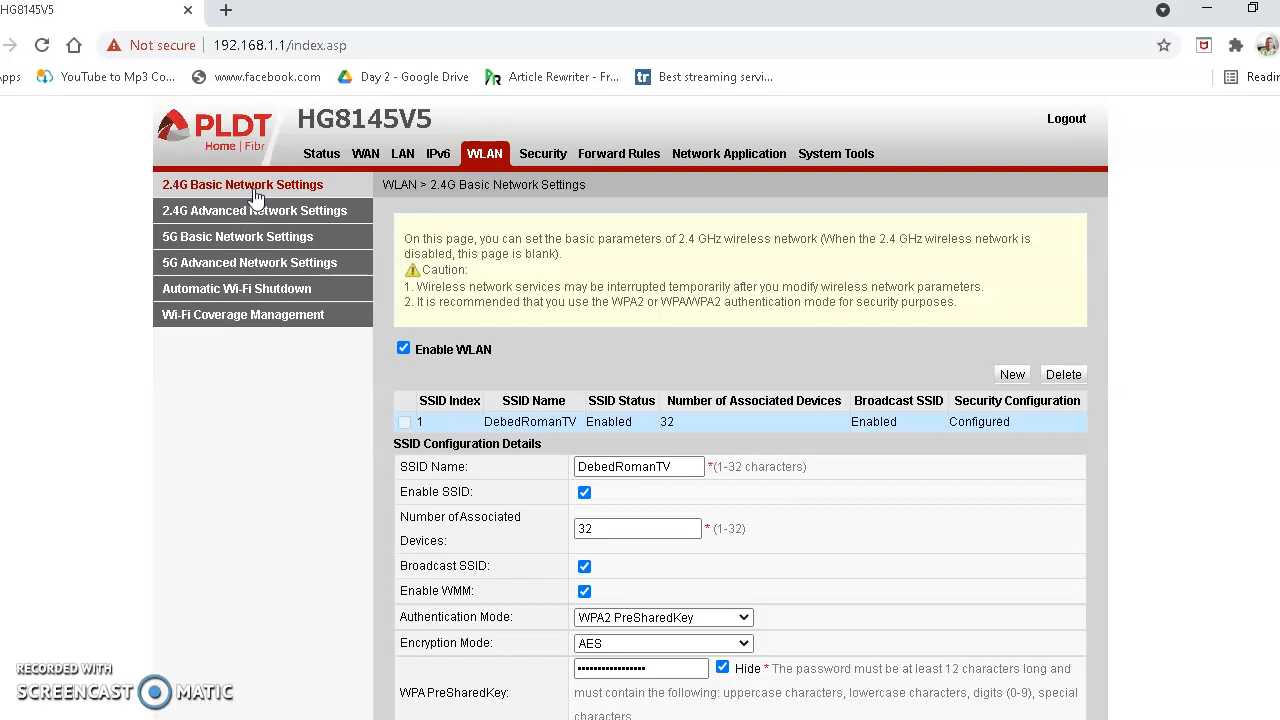 HG8145V5
Not secure 192.168.1.1/index.asp
Apps YouTube to Mp3 Co... www.facebook.com Day 2 - Google Drive Article Rewriter - Fr... tr Best streaming servi... Readin
PLDT
Home | Fibr
HG8145V5
Logout
Status WAN LAN IPv6 WLAN Security Forward Rules Network Application System Tools
2.4G Basic Network Settings
2.4G Advanced Network Settings
5G Basic Network Settings
5G Advanced Network Settings
Automatic Wi-Fi Shutdown
Wi-Fi Coverage Management
WLAN > 2.4G Basic Network Settings
On this page, you can set the basic parameters of 2.4 GHz wireless network (When the 2.4 GHz wireless network is
disabled, this page is blank).
Caution:
1. Wireless network services may be interrupted temporarily after you modify wireless network parameters.
2. It is recommended that you use the WPA2 or WPA/WPA2 authentication mode for security purposes.
Enable WLAN
New Delete
SSID Index SSID Name SSID Status Number of Associated Devices Broadcast SSID Security Configuration
1 DebedRomanTV Enabled 32 Enabled Configured
SSID Configuration Details
SSID Name: DebedRomanTV *(1-32 characters)
Enable SSID:
Number of Associated
Devices: 32 * (1-32)
Broadcast SSID:
Enable WMM:
Authentication Mode: WPA2 PreSharedKey
Encryption Mode: AES
WPA PreSharedKey: •••••••••••••••• Hide * The password must be at least 12 characters long and
must contain the following: uppercase characters, lowercase characters, digits (0-9), special
characters
RECORDED WITH
SCREENCAST MATIC